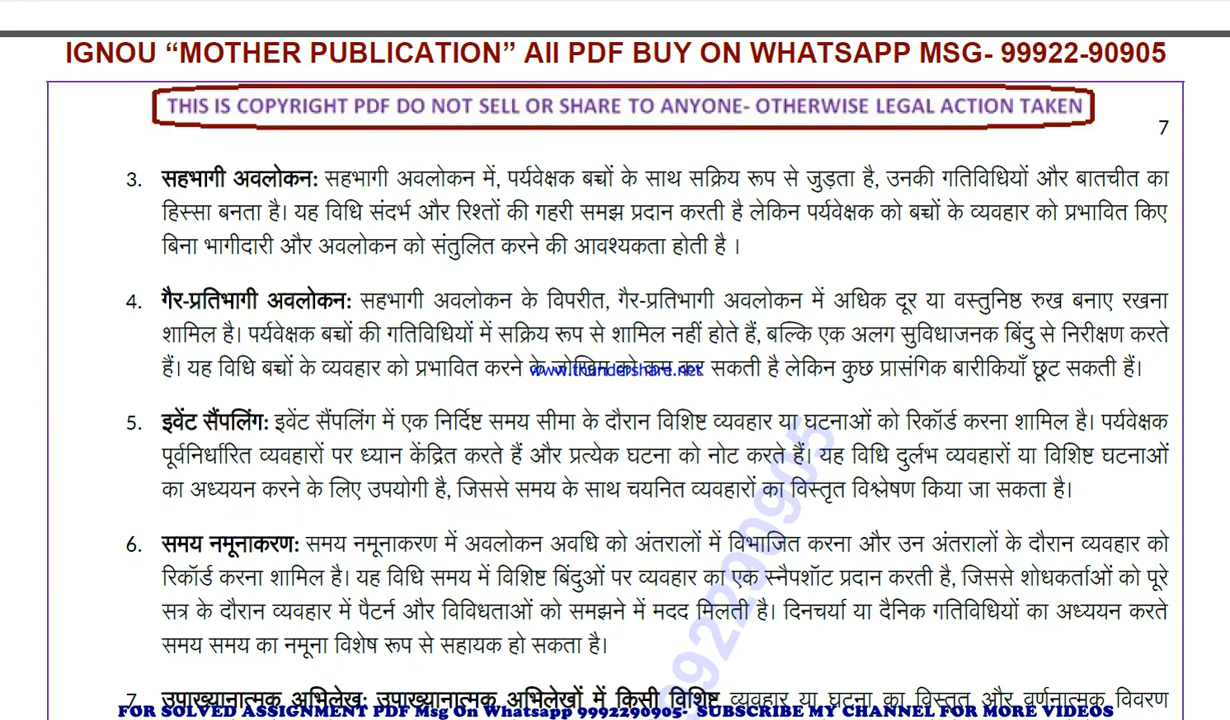 IGNOU “MOTHER PUBLICATION” All PDF BUY ON WHATSAPP MSG- 99922-90905
THIS IS COPYRIGHT PDF DO NOT SELL OR SHARE TO ANYONE- OTHERWISE LEGAL ACTION TAKEN
7
3. सहभागी अवलोकन: सहभागी अवलोकन में, पर्यवेक्षक बच्चों के साथ सक्रिय रूप से जुड़ता है, उनकी गतिविधियों और बातचीत का
हिस्सा बनता है। यह विधि संदर्भ और रिश्तों की गहरी समझ प्रदान करती है लेकिन पर्यवेक्षक को बच्चों के व्यवहार को प्रभावित किए
बिना भागीदारी और अवलोकन को संतुलित करने की आवश्यकता होती है ।
4. गैर-प्रतिभागी अवलोकन: सहभागी अवलोकन के विपरीत, गैर-प्रतिभागी अवलोकन में अधिक दूर या वस्तुनिष्ठ रुख बनाए रखना
शामिल है। पर्यवेक्षक बच्चों की गतिविधियों में सक्रिय रूप से शामिल नहीं होते हैं, बल्कि एक अलग सुविधाजनक बिंदु से निरीक्षण करते
हैं। यह विधि बच्चों के व्यवहार को प्रभावित करने के जोखिम को कम कर सकती है लेकिन कुछ प्रासंगिक बारीकियाँ छूट सकती हैं।
www.thundershare.net
5. इवेंट सैंपलिंग: इवेंट सैंपलिंग में एक निर्दिष्ट समय सीमा के दौरान विशिष्ट व्यवहार या घटनाओं को रिकॉर्ड करना शामिल है। पर्यवेक्षक
पूर्वनिर्धारित व्यवहारों पर ध्यान केंद्रित करते हैं और प्रत्येक घटना को नोट करते हैं। यह विधि दुर्लभ व्यवहारों या विशिष्ट घटनाओं
का अध्ययन करने के लिए उपयोगी है, जिससे समय के साथ चयनित व्यवहारों का विस्तृत विश्लेषण किया जा सकता है।
6. समय नमूनाकरण: समय नमूनाकरण में अवलोकन अवधि को अंतरालों में विभाजित करना और उन अंतरालों के दौरान व्यवहार को
रिकॉर्ड करना शामिल है। यह विधि समय में विशिष्ट बिंदुओं पर व्यवहार का एक स्नैपशॉट प्रदान करती है, जिससे शोधकर्ताओं को पूरे
सत्र के दौरान व्यवहार में पैटर्न और विविधताओं को समझने में मदद मिलती है। दिनचर्या या दैनिक गतिविधियों का अध्ययन करते
समय समय का नमूना विशेष रूप से सहायक हो सकता है।
7. उपाख्यानात्मक अभिलेख: उपाख्यानात्मक अभिलेखों में किसी विशिष्ट व्यवहार या घटना का विस्तृत और वर्णनात्मक विवरण
FOR SOLVED ASSIGNMENT PDF Msg On Whatsapp 9992290905- SUBSCRIBE MY CHANNEL FOR MORE VIDEOS